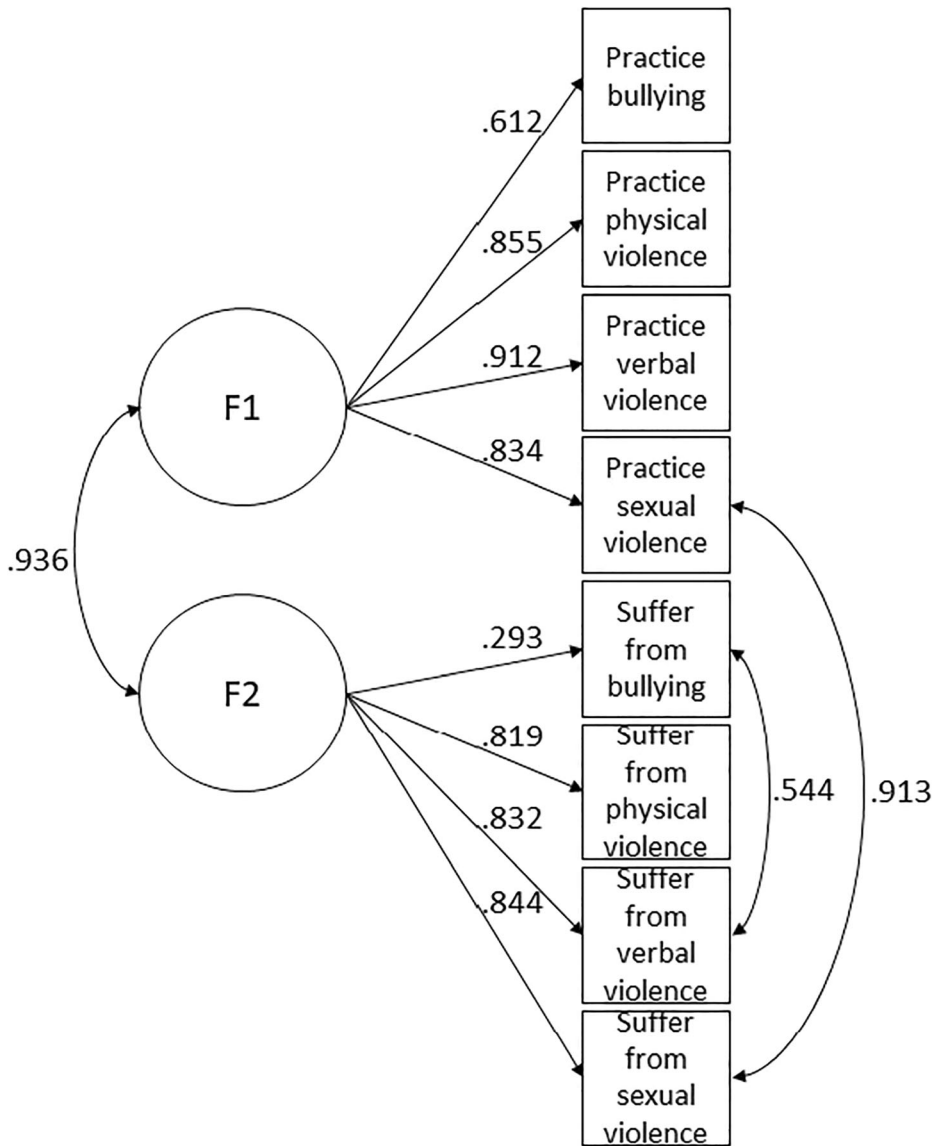 Practice
bullying
.612
Practice
physical
violence
.855
Practice
verbal
violence
.912
F1
Practice
sexual
violence
.834
.936
Suffer
from
bullying
.293
F2
Suffer
from
physical
violence
.819
.544
.913
.832
Suffer
from
verbal
violence
.844
Suffer
from
sexual
violence